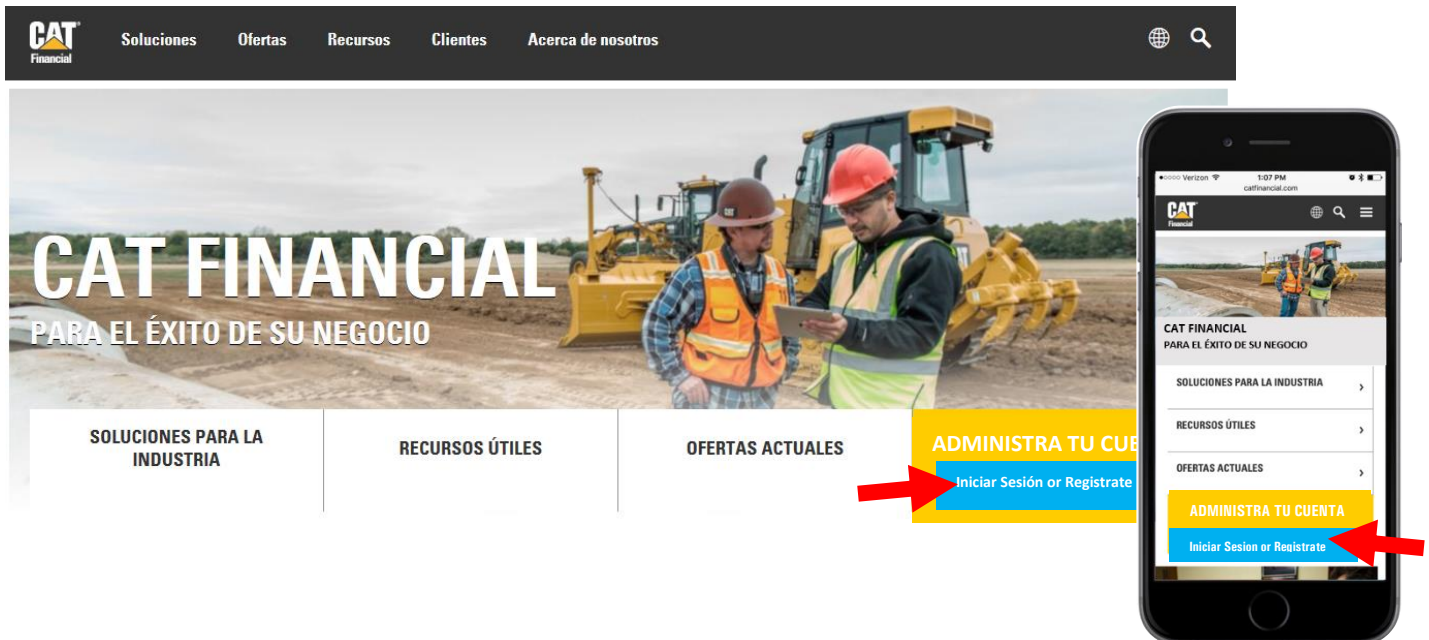 CAT
Financial
Soluciones Ofertas Recursos Clientes Acerca de nosotros
CAT FINANCIAL
PARA EL ÉXITO DE SU NEGOCIO
SOLUCIONES PARA LA
INDUSTRIA
RECURSOS ÚTILES
OFERTAS ACTUALES
ADMINISTRA TU CUE
Iniciar Sesión or Registrate
Verizon 1:07 PM
catfinancial.com
CAT
Financial
CAT FINANCIAL
PARA EL ÉXITO DE SU NEGOCIO
SOLUCIONES PARA LA INDUSTRIA
RECURSOS ÚTILES
OFERTAS ACTUALES
ADMINISTRA TU CUENTA
Iniciar Sesion or Registrate